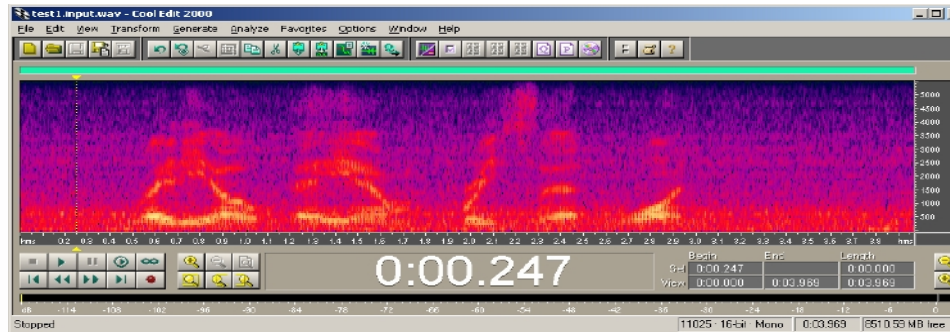 test1.input.wav - Cool Edit 2000
File Edit View Transform Generate Analyze Favorites Options Window Help
F F ?
5000
4500
4000
3500
3000
2500
2000
1500
1000
500
hms 0.2 0.3 0.4 0.5 0.6 0.7 0.8 0.9 1.0 1.1 1.2 1.3 1.4 1.5 1.6 1.7 1.8 1.9 2.0 2.1 2.2 2.3 2.4 2.5 2.6 2.7 2.8 2.9 3.0 3.1 3.2 3.3 3.4 3.5 3.6 3.7 3.8 hms
0:00.247
Begin End Length
Sel 0:00.247 0:00.000
View 0:00.000 0:03.969 0:03.969
dB -114 -108 -102 -96 -90 -84 -78 -72 -66 -60 -54 -48 -42 -36 -30 -24 -18 -12 -6 0
Stopped 11025 · 16-bit · Mono 0:03.969 8510.53 MB free